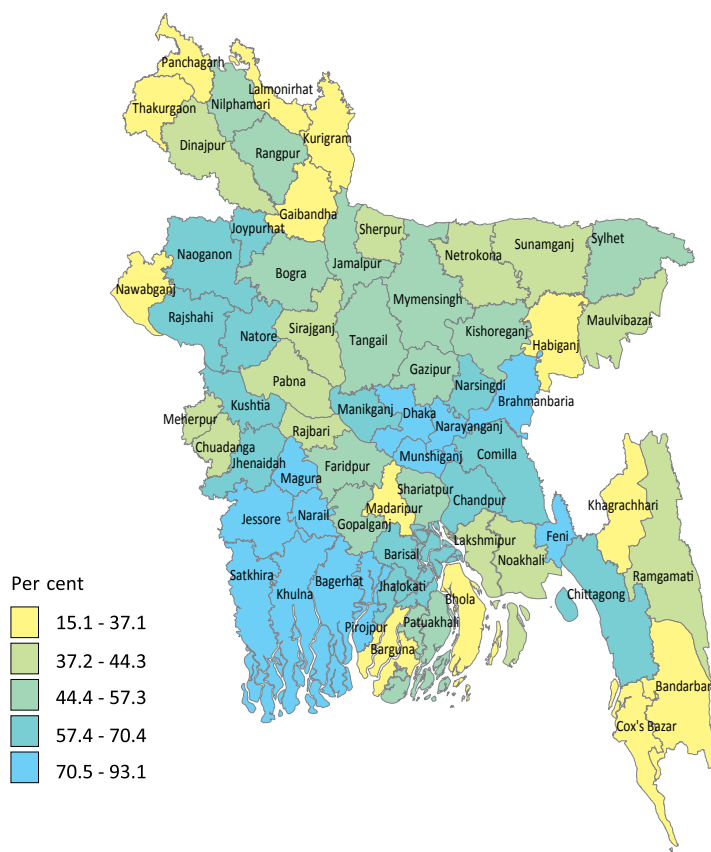 Panchagarh
Lalmonirhat
Thakurgaon
Nilphamari
Kurigram
Dinajpur
Rangpur
Gaibandha
Joypurhat
Sherpur
Sylhet
Naoganon
Netrokona
Sunamganj
Jamalpur
Bogra
Nawabganj
Mymensingh
Rajshahi
Sirajganj
Maulvibazar
Natore
Tangail
Kishoreganj
Habiganj
Gazipur
Pabna
Narsingdi
Brahmanbaria
Kushtia
Manikganj
Dhaka
Meherpur
Rajbari
Narayanganj
Chuadanga
Comilla
Jhenaidah
Faridpur
Munshiganj
Magura
Shariatpur
Chandpur
Khagrachhari
Madaripur
Jessore
Narail
Gopalganj
Feni
Lakshmipur
Barisal
Noakhali
Satkhira
Bagerhat
Ramgamati
Khulna
Jhalokati
Chittagong
Bhola
Patuakhali
Pirojpur
Barguna
Bandarbar
Cox's Bazar
Per cent
15.1 - 37.1
37.2 - 44.3
44.4 - 57.3
57.4 - 70.4
70.5 - 93.1